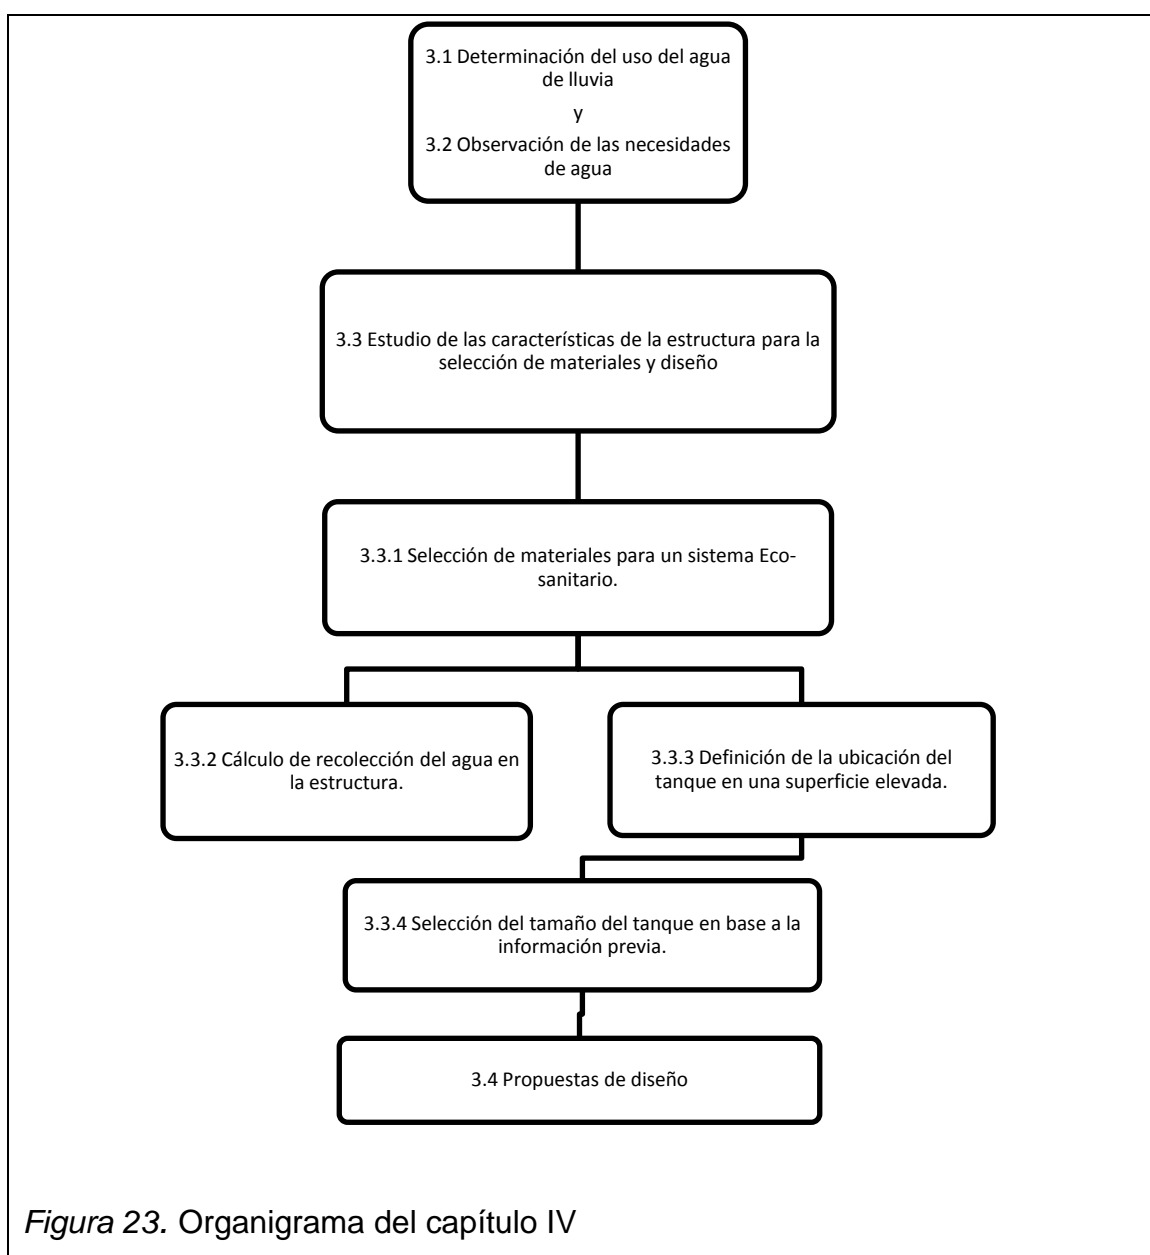 3.1 Determinación del uso del agua
de lluvia
y
3.2 Observación de las necesidades
de agua
3.3 Estudio de las características de la estructura para la
selección de materiales y diseño
3.3.1 Selección de materiales para un sistema Eco-
sanitario.
3.3.2 Cálculo de recolección del agua en
la estructura.
3.3.3 Definición de la ubicación del
tanque en una superficie elevada.
3.3.4 Selección del tamaño del tanque en base a la
información previa.
3.4 Propuestas de diseño
Figura 23. Organigrama del capítulo IV